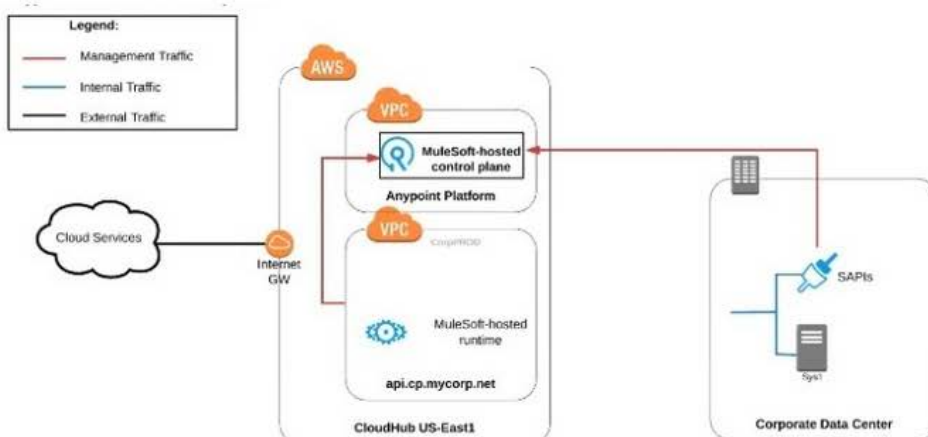 Legend:
Management Traffic
Internal Traffic
External Traffic
AWS
VPC
MuleSoft-hosted
control plane
Anypoint Platform
VPC
CorpPROD
Cloud Services
Internet
GW
MuleSoft-hosted
runtime
api.cp.mycorp.net
CloudHub US-East1
SAPIs
Sys1
Corporate Data Center